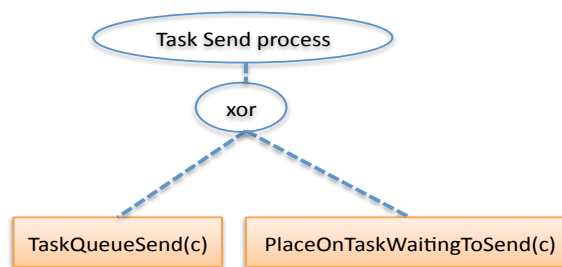 Task Send process
xor
TaskQueueSend(c)
PlaceOnTaskWaitingToSend(c)